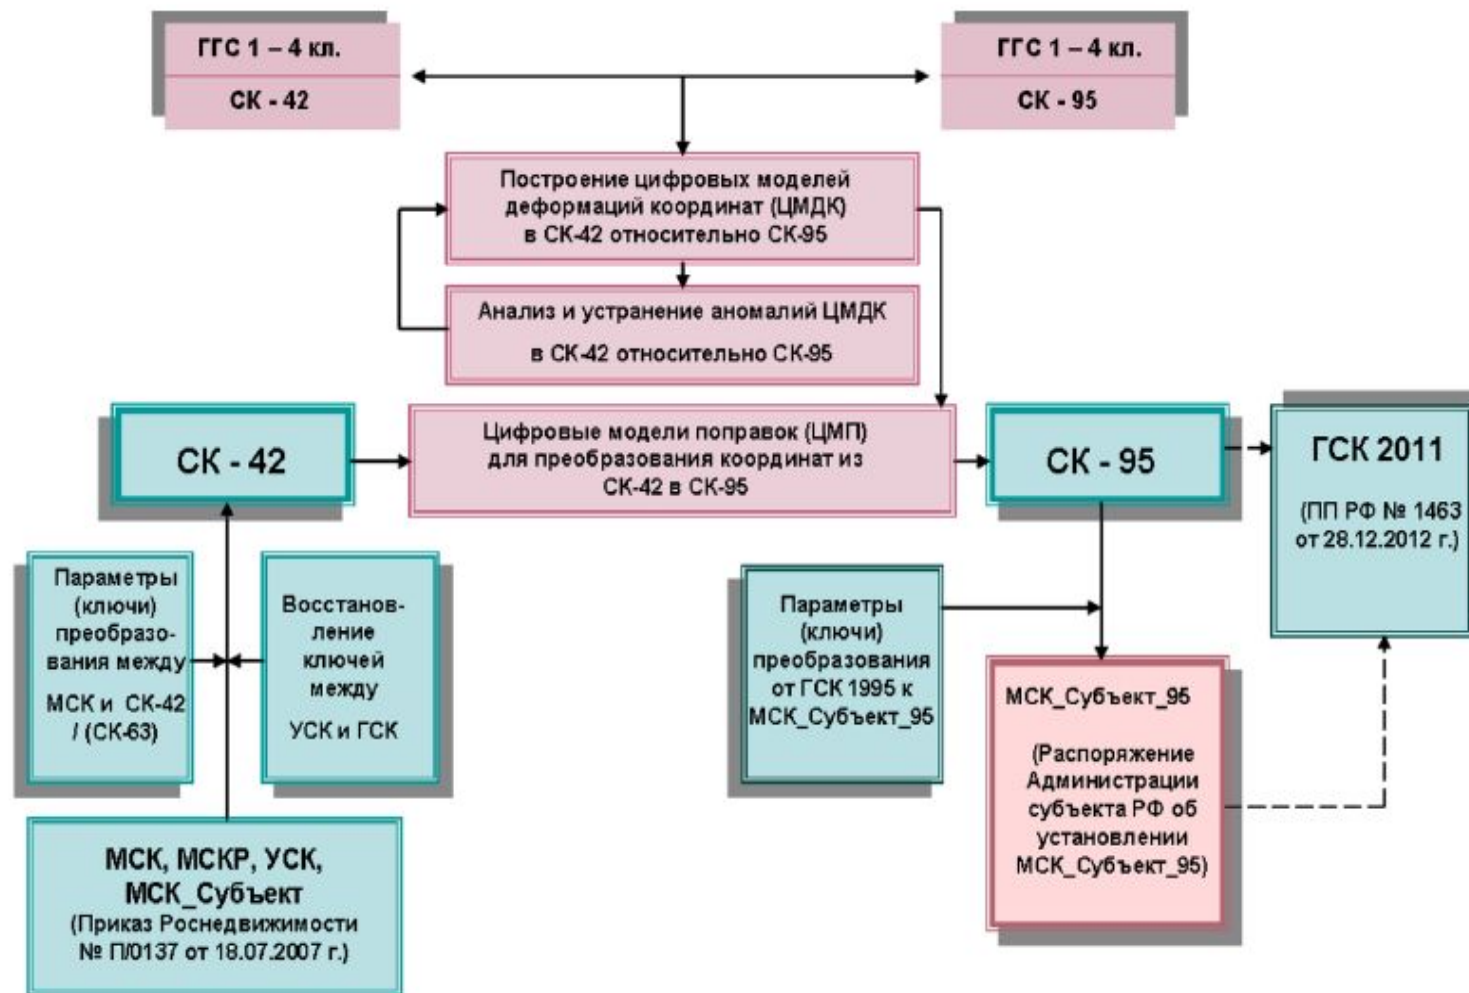 ГГС 1 – 4 кл.
СК - 42
ГГС 1 – 4 кл.
СК - 95
Построение цифровых моделей
деформаций координат (ЦМДК)
в СК-42 относительно СК-95
Анализ и устранение аномалий ЦМДК
в СК-42 относительно СК-95
СК - 42
Цифровые модели поправок (ЦМП)
для преобразования координат из
СК-42 в СК-95
СК - 95
ГСК 2011
(ПП РФ № 1463
от 28.12.2012 г.)
Параметры
(ключи)
преобразо-
вания между
МСК и СК-42
/ (СК-63)
Восстанов-
ление
ключей
между
УСК и ГСК
Параметры
(ключи)
преобразования
от ГСК 1995 к
МСК_Субъект_95
МСК_Субъект_95
(Распоряжение
Администрации
субъекта РФ об
установлении
МСК_Субъект_95)
МСК, МСКР, УСК,
МСК_Субъект
(Приказ Роснедвижимости
№ П/0137 от 18.07.2007 г.)